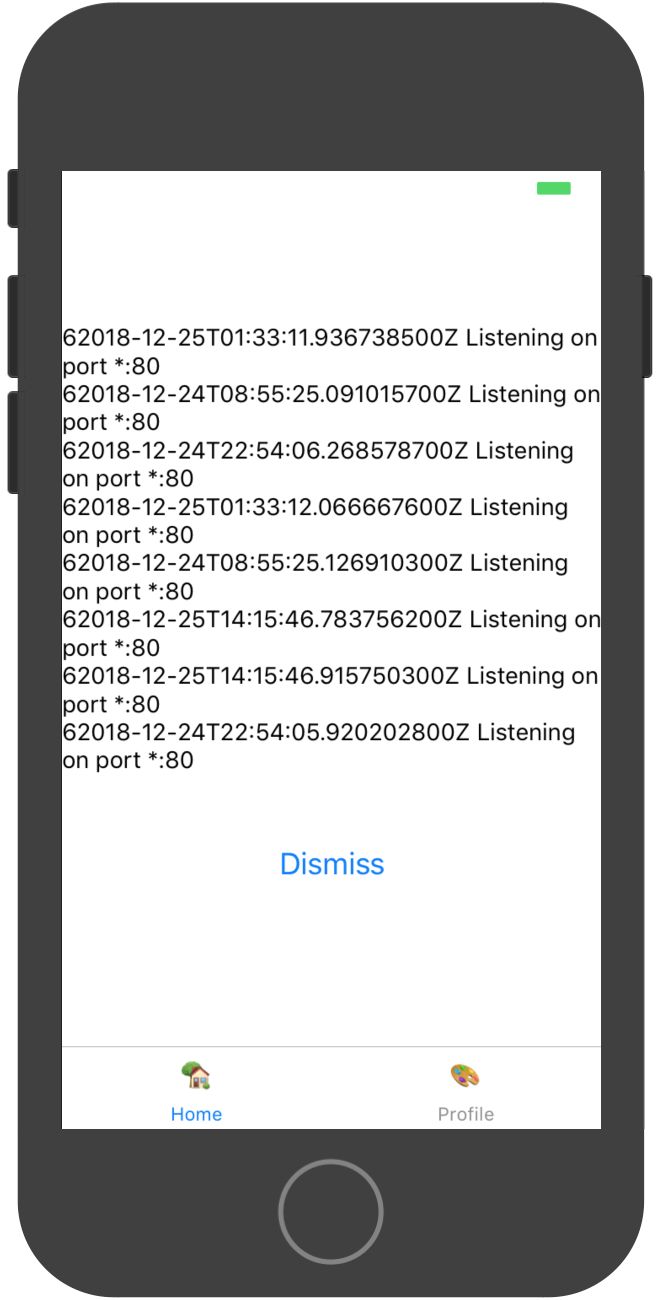 62018-12-25T01:33:11.936738500Z Listening on
port *:80
62018-12-24T08:55:25.091015700Z Listening on
port *:80
62018-12-24T22:54:06.268578700Z Listening
on port *:80
62018-12-25T01:33:12.066667600Z Listening
on port *:80
62018-12-24T08:55:25.126910300Z Listening
on port *:80
62018-12-25T14:15:46.783756200Z Listening on
port *:80
62018-12-25T14:15:46.915750300Z Listening on
port *:80
62018-12-24T22:54:05.920202800Z Listening
on port *:80
Dismiss
Home
Profile